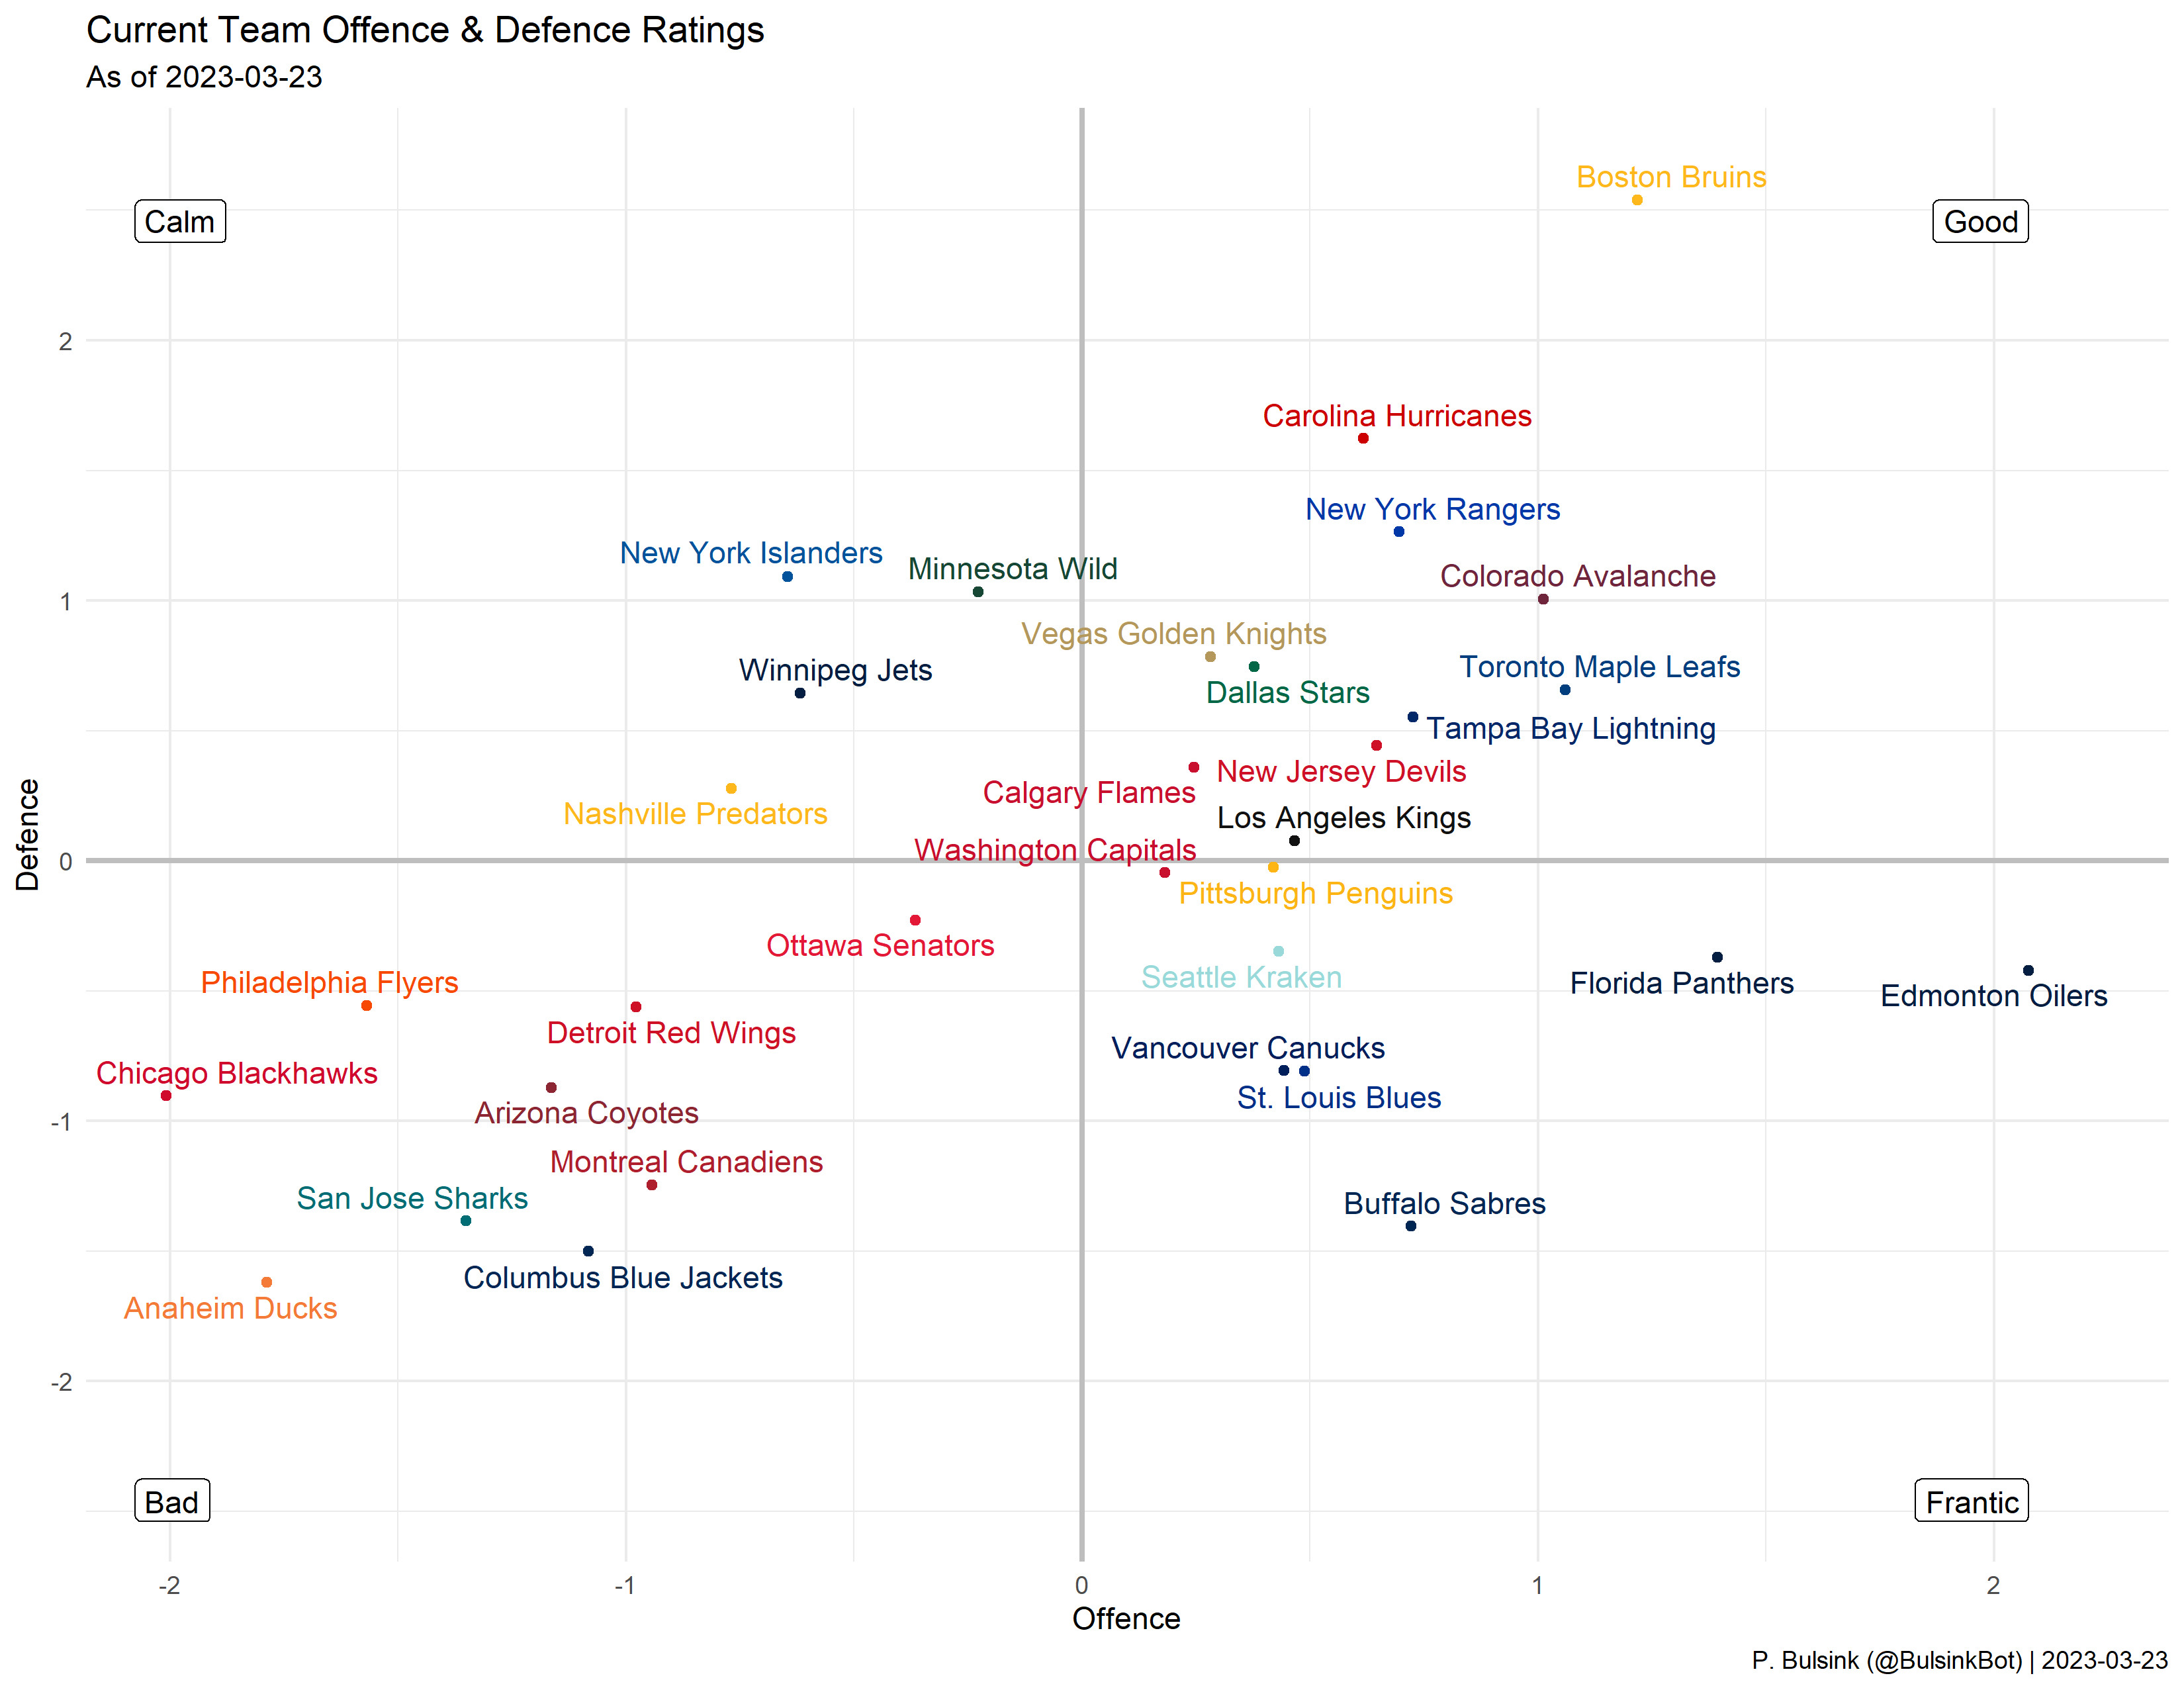 Current Team Offence & Defence Ratings
As of 2023-03-23
Boston Bruins
Calm
Good
2
Carolina Hurricanes
New York Rangers
New York Islanders
Minnesota Wild
Colorado Avalanche
1
Vegas Golden Knights
Winnipeg Jets
Toronto Maple Leafs
Dallas Stars
Tampa Bay Lightning
New Jersey Devils
Calgary Flames
Nashville Predators
Los Angeles Kings
Defence
Washington Capitals
0
Pittsburgh Penguins
Ottawa Senators
Seattle Kraken
Philadelphia Flyers
Florida Panthers
Edmonton Oilers
Detroit Red Wings
Vancouver Canucks
Chicago Blackhawks
St. Louis Blues
Arizona Coyotes
-1
Montreal Canadiens
San Jose Sharks
Buffalo Sabres
Columbus Blue Jackets
Anaheim Ducks
-2
Bad
Frantic
-2 -1 0 1 2
Offence
P. Bulsink (@BulsinkBot) | 2023-03-23